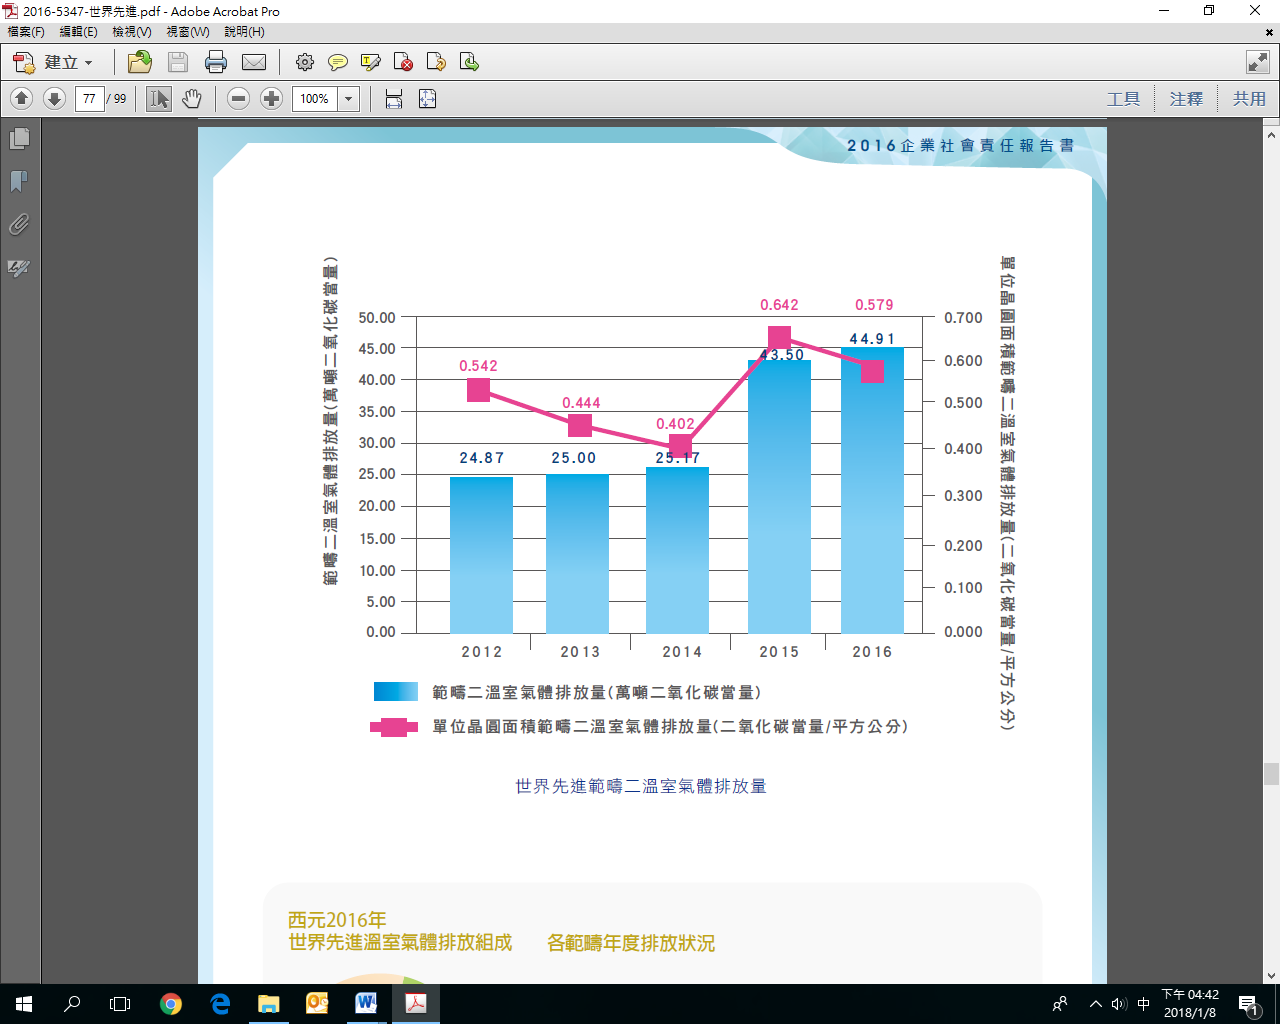 2016-5347-世界先進.pdf - Adobe Acrobat Pro
檔案(F) 編輯(E) 檢視(V) 視窗(W) 說明(H)
建立
77 / 99 100% 工具 注釋 共用
2016企業社會責任報告書
範疇二溫室氣體排放量(萬噸二氧化碳當量)
50.00
45.00
40.00
35.00
30.00
25.00
20.00
15.00
10.00
5.00
0.00
0.542
0.444
0.402
0.642
0.579
24.87
25.00
25.17
43.50
44.91
0.700
0.600
0.500
0.400
0.300
0.200
0.100
0.000
單位晶圓面積範疇二溫室氣體排放量(二氧化碳當量/平方公分)
2012 2013 2014 2015 2016
範疇二溫室氣體排放量(萬噸二氧化碳當量)
單位晶圓面積範疇二溫室氣體排放量(二氧化碳當量/平方公分)
世界先進範疇二溫室氣體排放量
西元2016年
世界先進溫室氣體排放組成
各範疇年度排放狀況
中
下午 04:42
2018/1/8
1